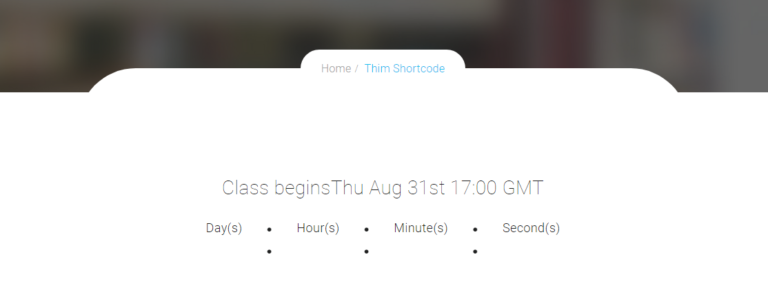 Home / Thim Shortcode
Class beginsThu Aug 31st 17:00 GMT
Day(s) Hour(s) Minute(s) Second(s)